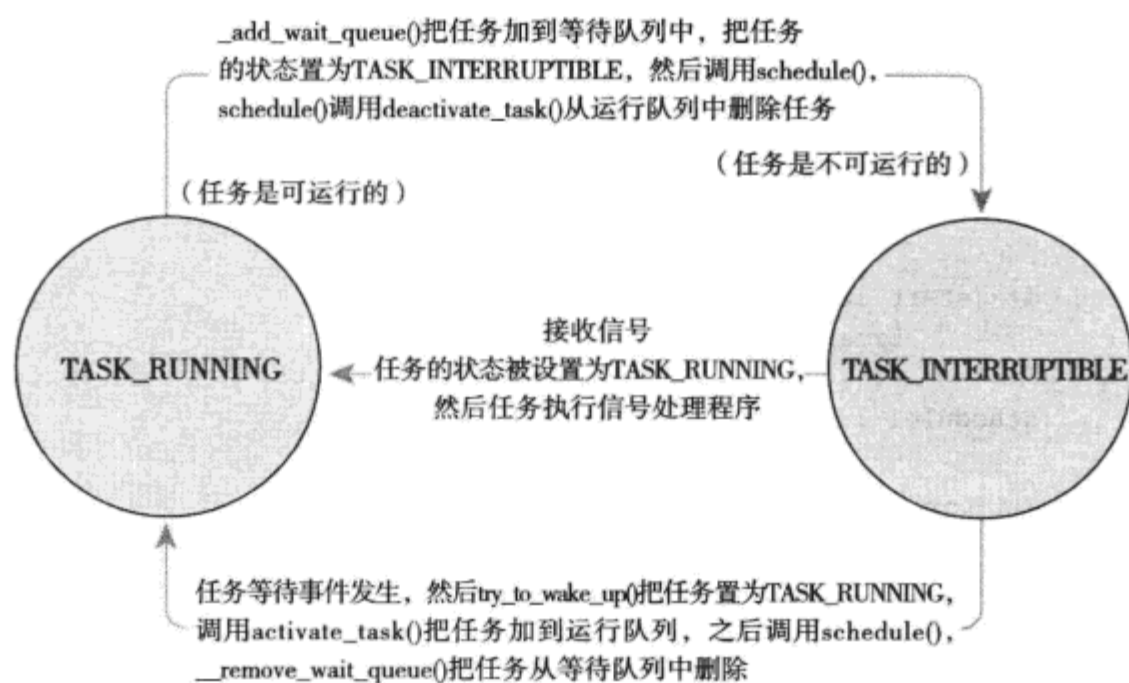 _add_wait_queue()把任务加到等待队列中，把任务
的状态置为TASK_INTERRUPTIBLE，然后调用schedule()，
schedule()调用deactivate_task()从运行队列中删除任务
（任务是不可运行的）
（任务是可运行的）
接收信号
TASK_RUNNING
任务的状态被设置为TASK_RUNNING，
TASK_INTERRUPTIBLE
然后任务执行信号处理程序
任务等待事件发生，然后try_to_wake_up()把任务置为TASK_RUNNING，
调用activate_task()把任务加到运行队列，之后调用schedule()，
__remove_wait_queue()把任务从等待队列中删除